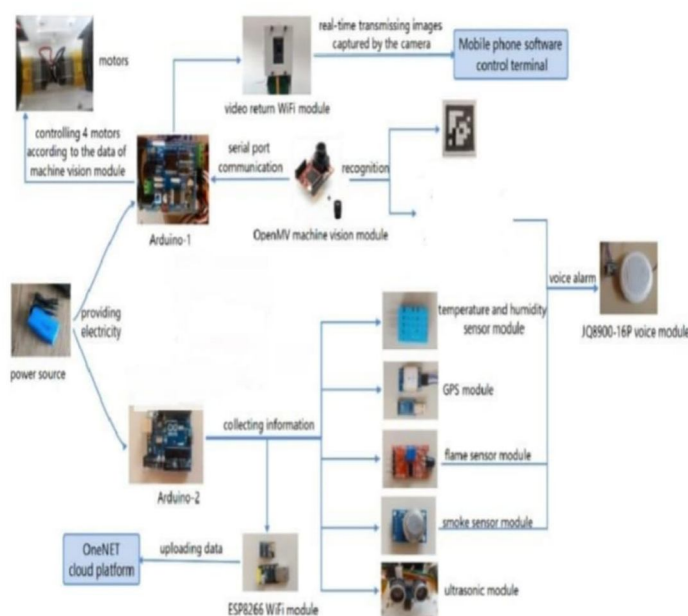 real-time transmissing images
captured by the camera
Mobile phone software
control terminal
motors
video return WiFi module
controlling 4 motors
according to the data of
machine vision module
serial port
communication
recognition
Arduino-1
OpenMV machine vision module
voice alarm
JQ8900-16P voice module
providing
electricity
power source
temperature and humidity
sensor module
GPS module
collecting information
flame sensor module
Arduino-2
smoke sensor module
OneNET
cloud platform
uploading data
ESP8266 WiFi module
ultrasonic module